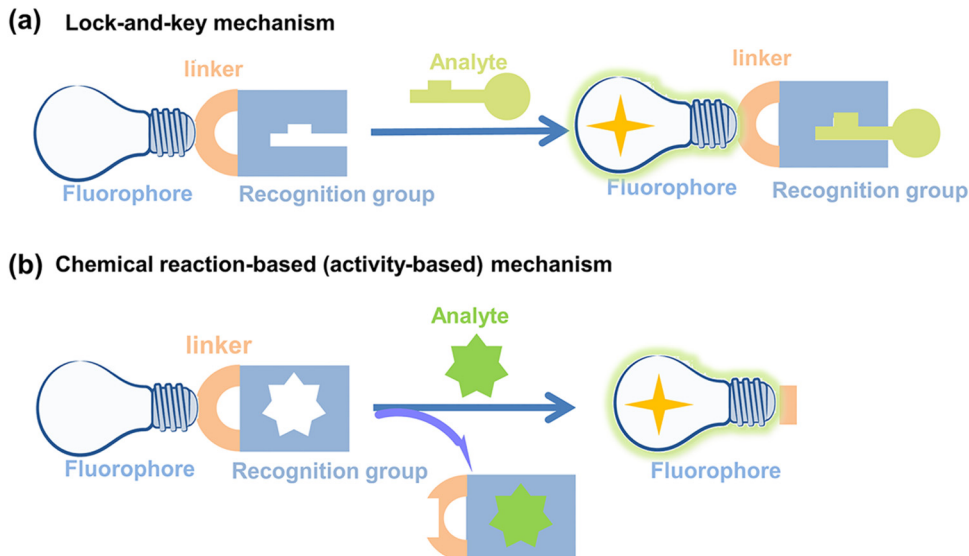 (a) Lock-and-key mechanism
linker
Analyte
linker
Fluorophore
Recognition group
Fluorophore
Recognition group
(b) Chemical reaction-based (activity-based) mechanism
linker
Analyte
Fluorophore
Recognition group
Fluorophore